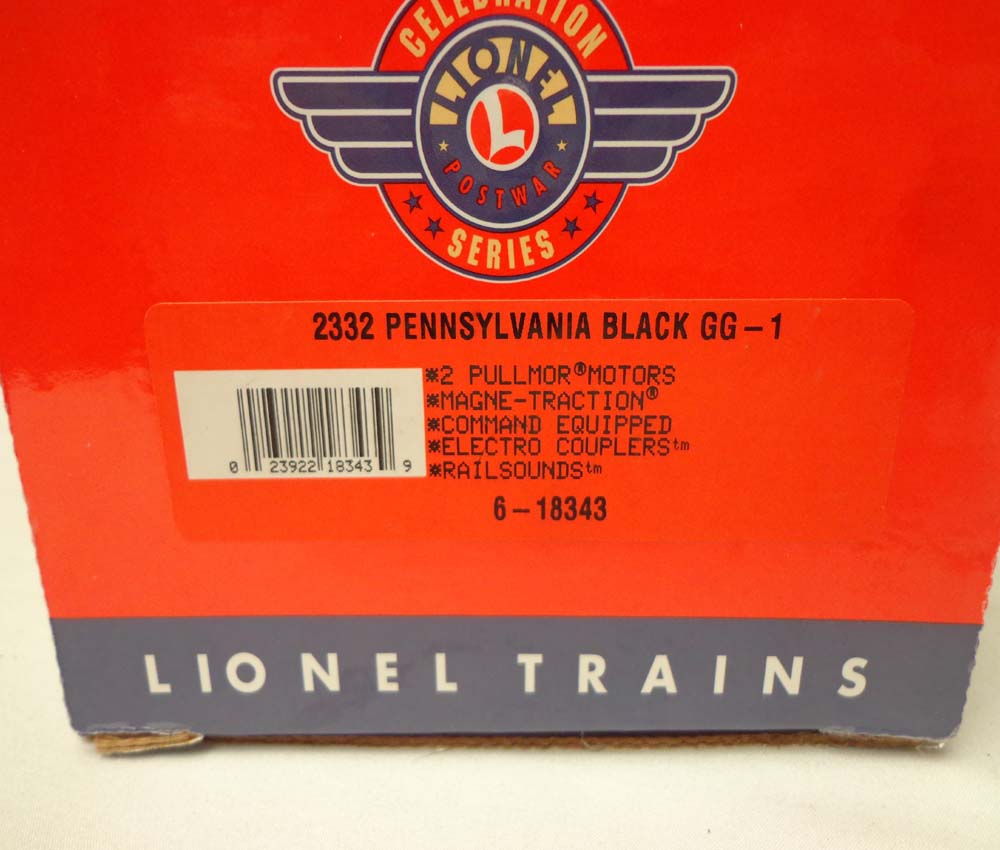 CELEBRATION
LIONEL
L
POSTWAR
SERIES
2332 PENNSYLVANIA BLACK GG-1
*2 PULLMOR® MOTORS
*MAGNE-TRACTION®
*COMMAND EQUIPPED
*ELECTRO COUPLERS™
*RAILSOUNDS™
0 23922 18343 9
6-18343
LIONEL TRAINS